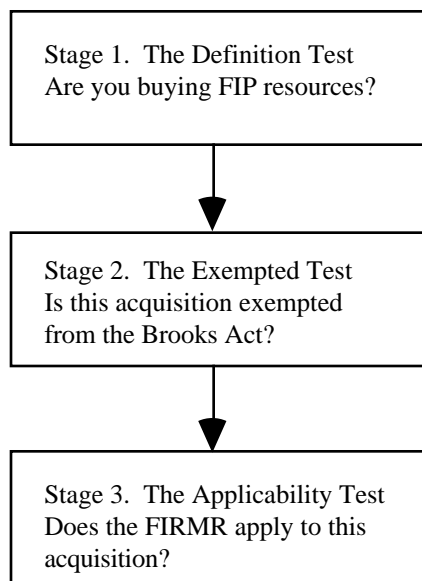 Stage 1.  The Definition Test
Are you buying FIP resources?
Stage 2.  The Exempted Test
Is this acquisition exempted
from the Brooks Act?
Stage 3.  The Applicability Test
Does the FIRMR apply to this
acquisition?